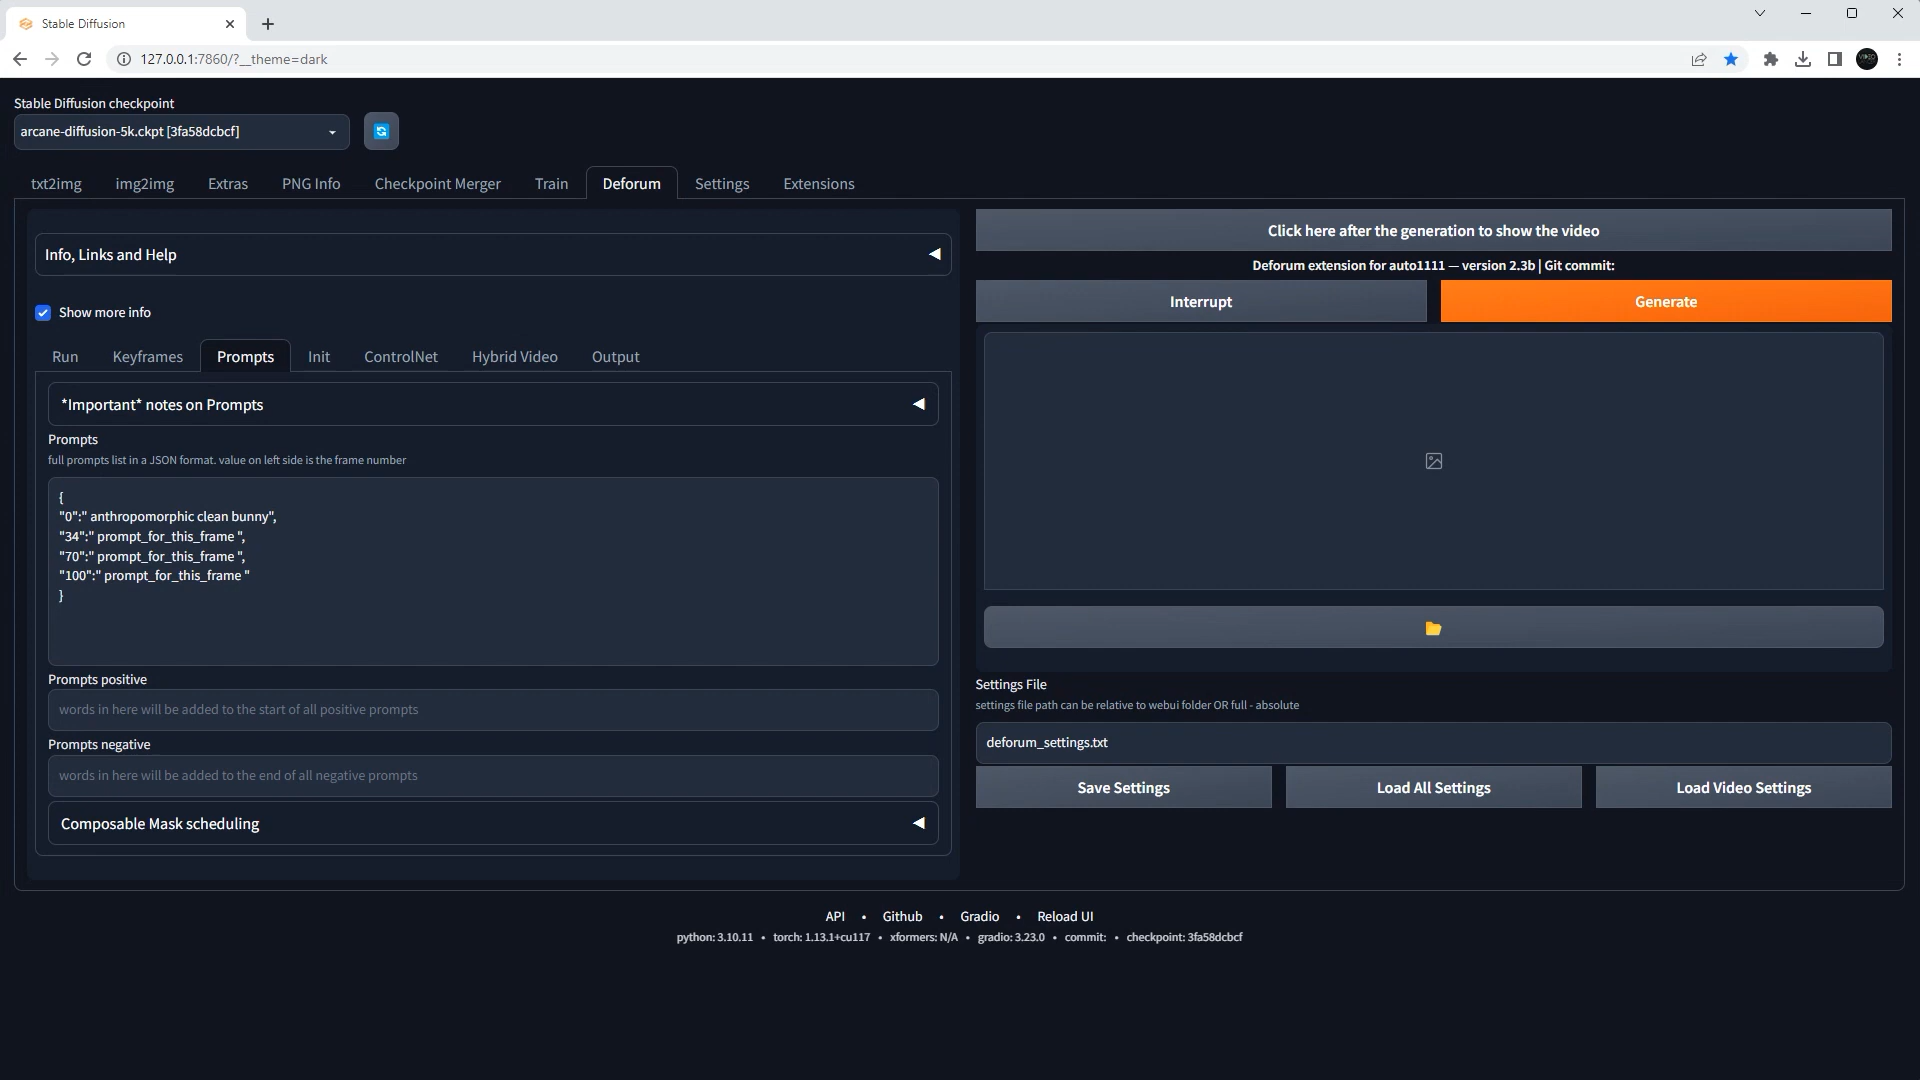 Stable Diffusion
127.0.0.1:7860/?__theme=dark
Stable Diffusion checkpoint
arcane-diffusion-5k.ckpt [3fa58dcbcf]
txt2img img2img Extras PNG Info Checkpoint Merger Train Deforum Settings Extensions
Info, Links and Help
Show more info
Run Keyframes Prompts Init ControlNet Hybrid Video Output
*Important* notes on Prompts
Prompts
full prompts list in a JSON format. value on left side is the frame number
{
"0":" anthropomorphic clean bunny",
"34":" prompt_for_this_frame ",
"70":" prompt_for_this_frame ",
"100":" prompt_for_this_frame "
}
Prompts positive
words in here will be added to the start of all positive prompts
Prompts negative
words in here will be added to the end of all negative prompts
Composable Mask scheduling
Click here after the generation to show the video
Deforum extension for auto1111 — version 2.3b | Git commit:
Interrupt Generate
Settings File
settings file path can be relative to webui folder OR full - absolute
deforum_settings.txt
Save Settings Load All Settings Load Video Settings
API • Github • Gradio • Reload UI
python: 3.10.11 • torch: 1.13.1+cu117 • xformers: N/A • gradio: 3.23.0 • commit: • checkpoint: 3fa58dcbcf